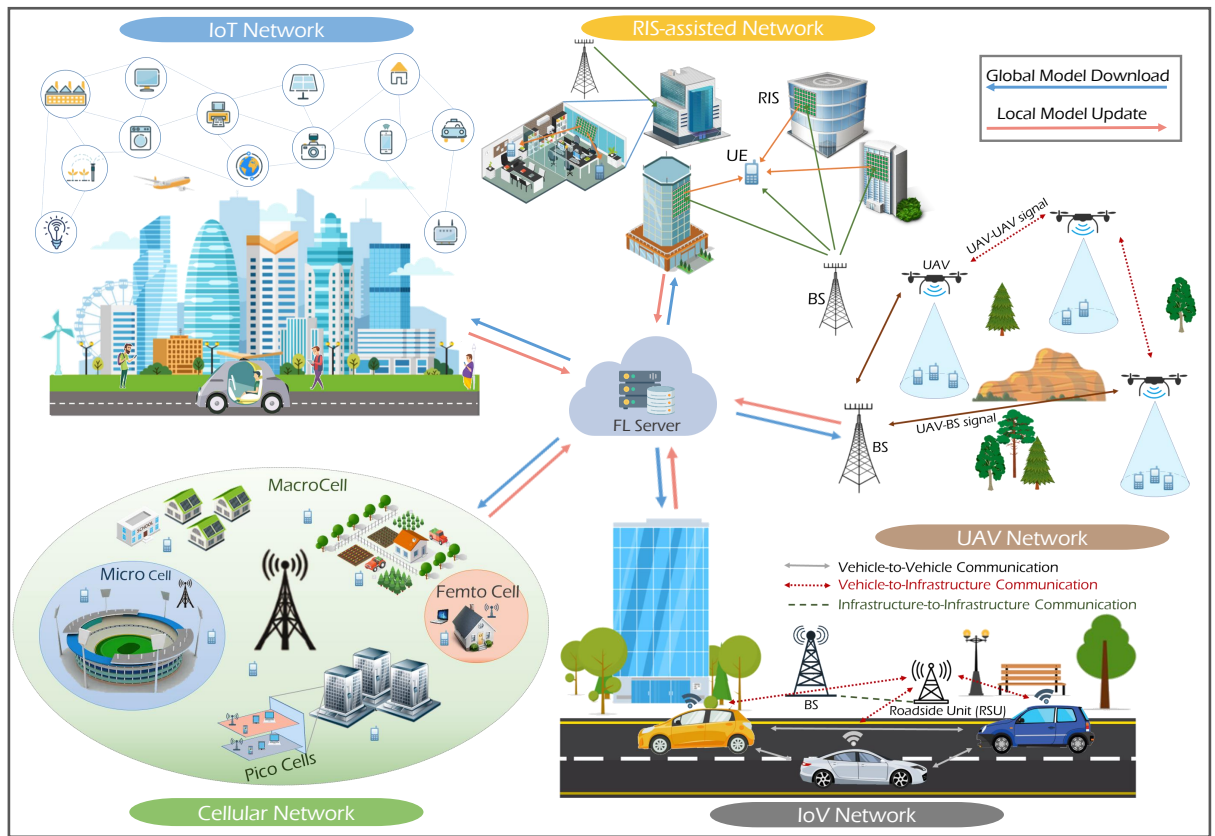 IoT Network
RIS-assisted Network
Global Model Download
Local Model Update
RIS
UE
BS
UAV-UAV signal
UAV
FL Server
BS
UAV-BS signal
UAV Network
MacroCell
SCHOOL
Micro Cell
Femto Cell
Pico Cells
Cellular Network
Vehicle-to-Vehicle Communication
Vehicle-to-Infrastructure Communication
Infrastructure-to-Infrastructure Communication
BS
Roadside Unit (RSU)
IoV Network